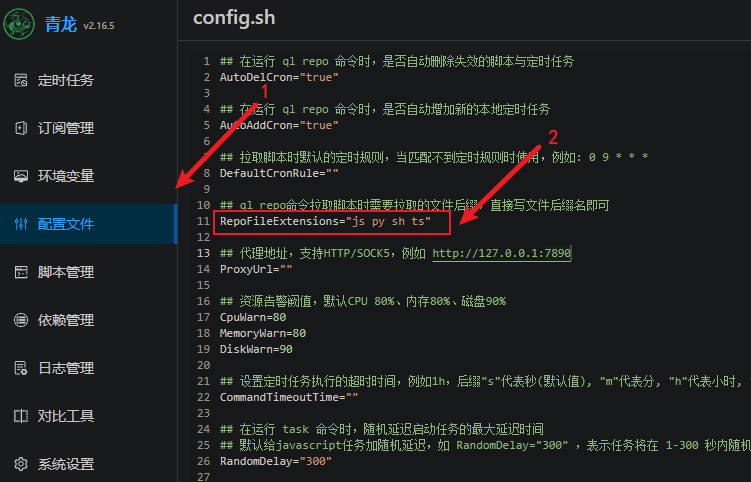 青龙 v2.16.5
定时任务
订阅管理
环境变量
配置文件
脚本管理
依赖管理
日志管理
对比工具
系统设置
config.sh
1 ## 在运行 ql repo 命令时，是否自动删除失效的脚本与定时任务
2 AutoDelCron="true"
3
4 ## 在运行 ql repo 命令时，是否自动增加新的本地定时任务
5 AutoAddCron="true"
6
7 ## 拉取脚本时默认的定时规则，当匹配不到定时规则时使用，例如: 0 9 * * *
8 DefaultCronRule=""
9
10 ## ql repo命令拉取脚本时需要拉取的文件后缀，直接写文件后缀名即可
11 RepoFileExtensions="js py sh ts"
12
13 ## 代理地址，支持HTTP/SOCK5，例如 http://127.0.0.1:7890
14 ProxyUrl=""
15
16 ## 资源告警阙值，默认CPU 80%、内存80%、磁盘90%
17 CpuWarn=80
18 MemoryWarn=80
19 DiskWarn=90
20
21 ## 设置定时任务执行的超时时间，例如1h，后缀"s"代表秒(默认值), "m"代表分, "h"代表小时,
22 CommandTimeoutTime=""
23
24 ## 在运行 task 命令时，随机延迟启动任务的最大延迟时间
25 ## 默认给javascript任务加随机延迟，如 RandomDelay="300" ，表示任务将在 1-300 秒内随机
26 RandomDelay="300"
27
1
2